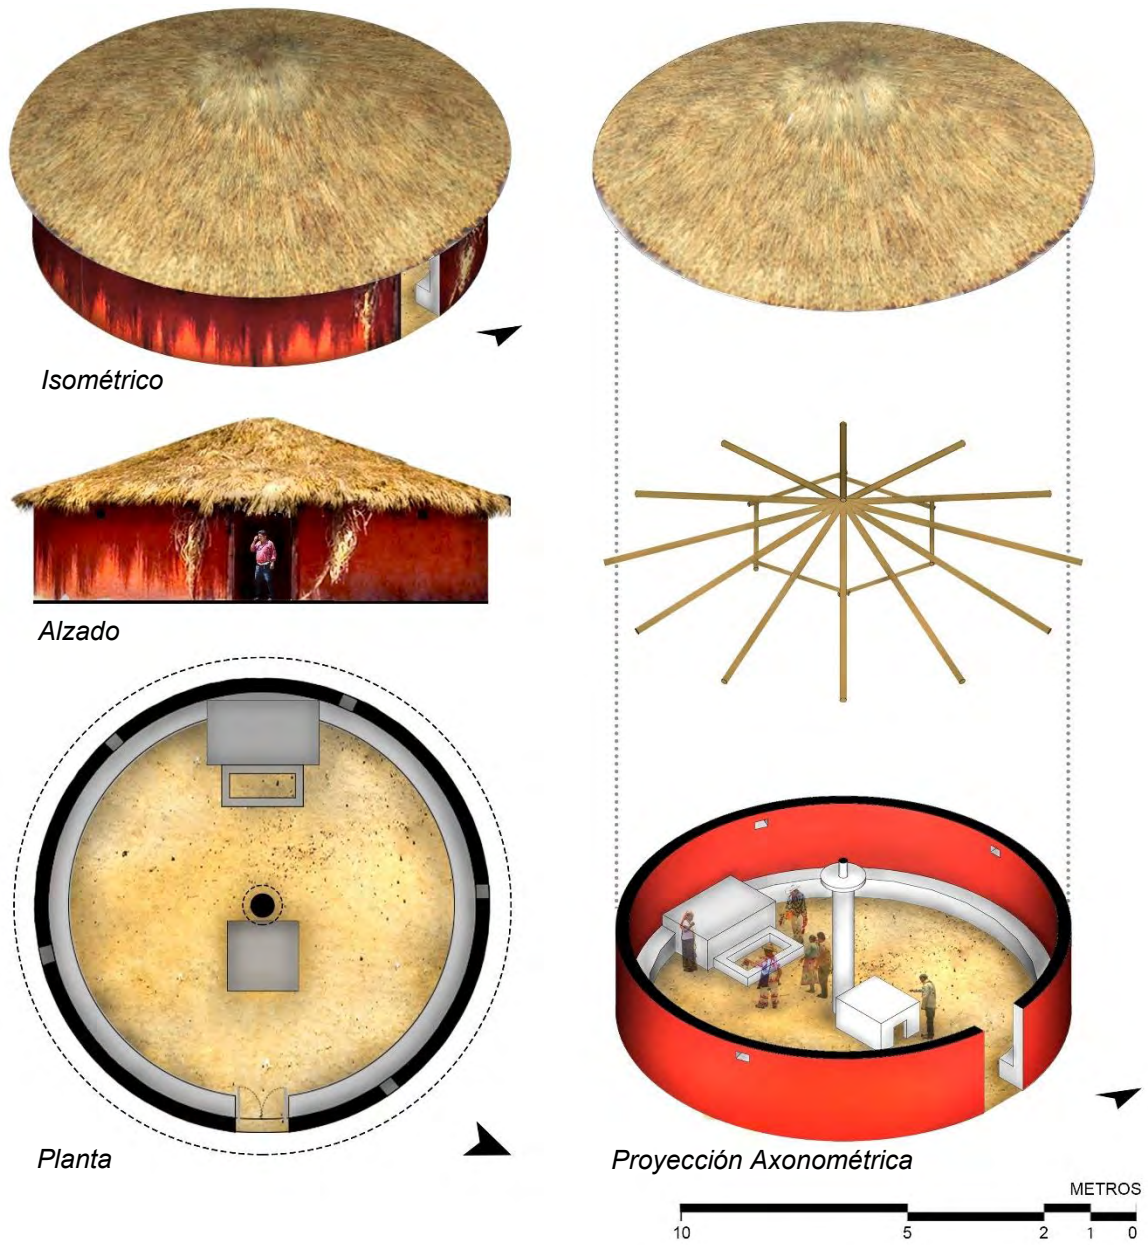 Isométrico
Alzado
Planta
Proyección Axonométrica
METROS
10 5 2 1 0